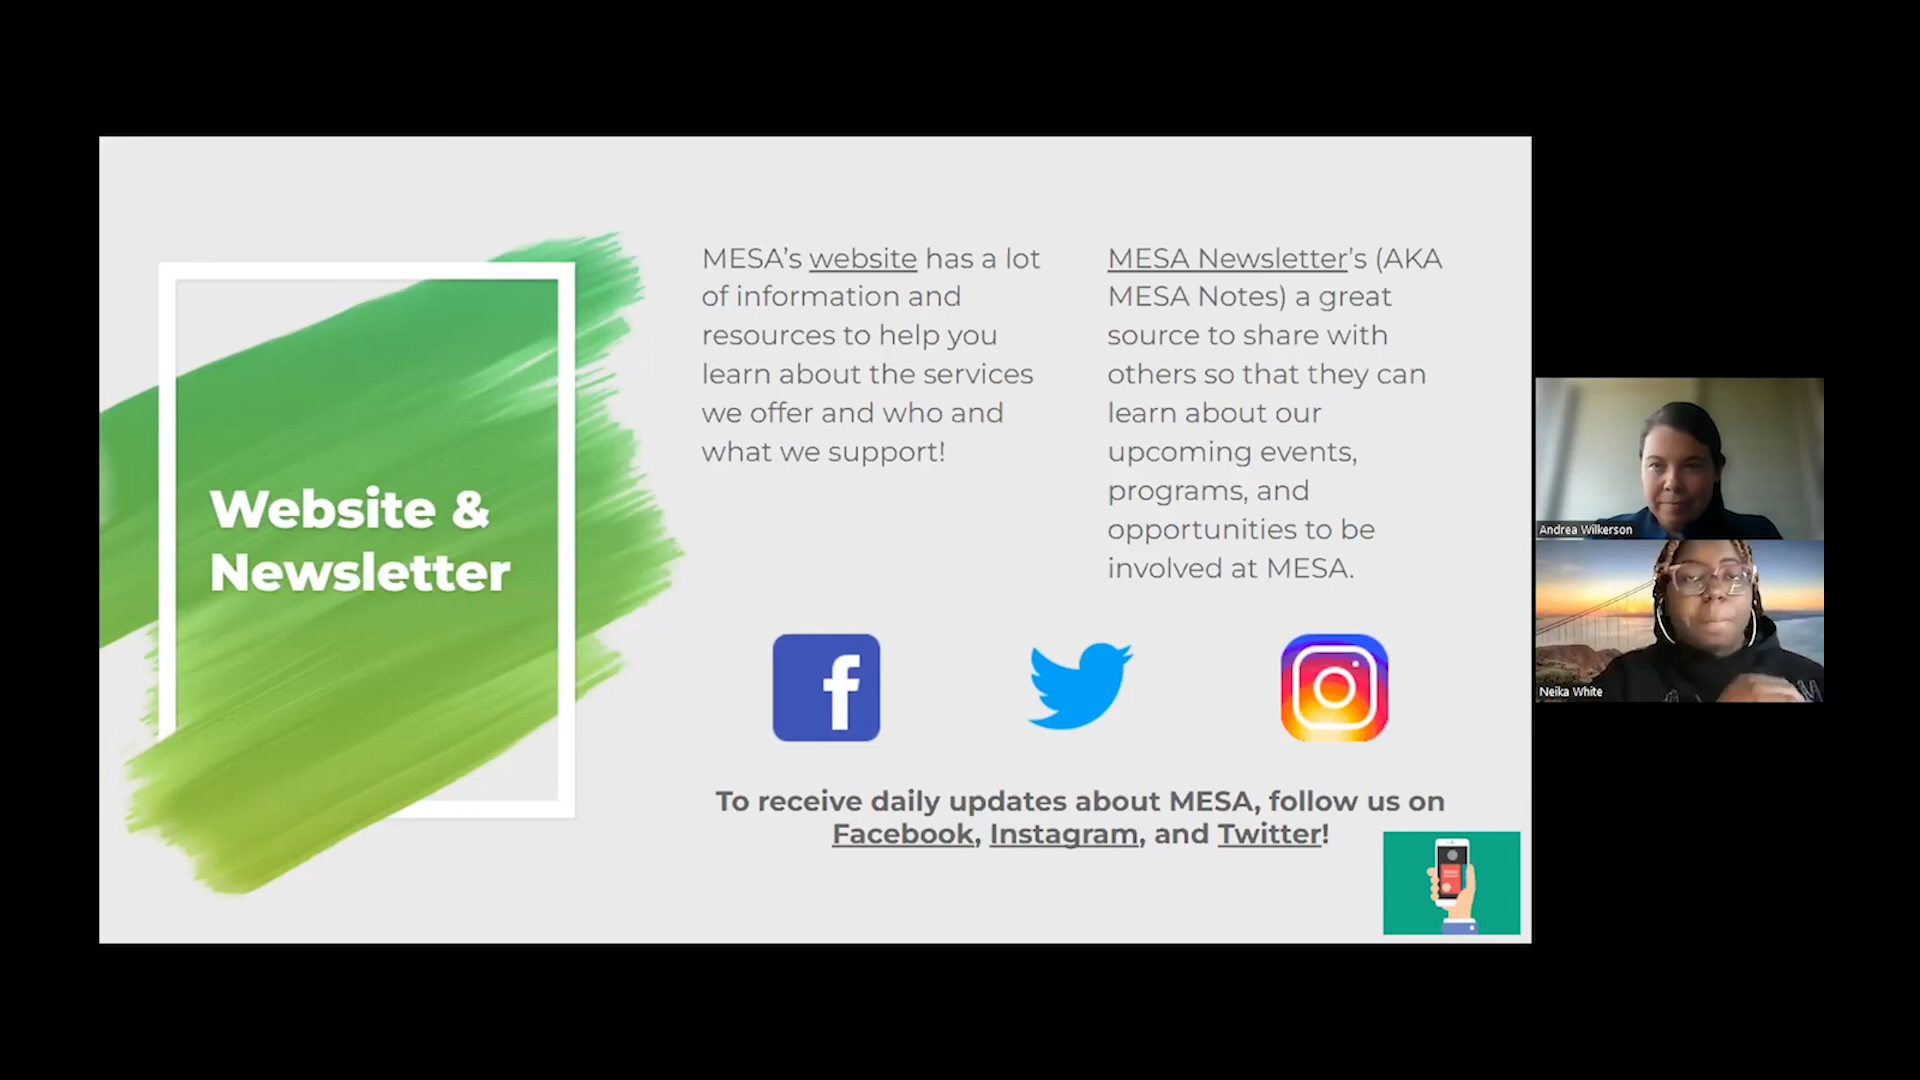 Website &
Newsletter
MESA's website has a lot
of information and
resources to help you
learn about the services
we offer and who and
what we support!
MESA Newsletter's (AKA
MESA Notes) a great
source to share with
others so that they can
learn about our
upcoming events,
programs, and
opportunities to be
involved at MESA.
To receive daily updates about MESA, follow us on
Facebook, Instagram, and Twitter!
Andrea Wilkerson
Neika White